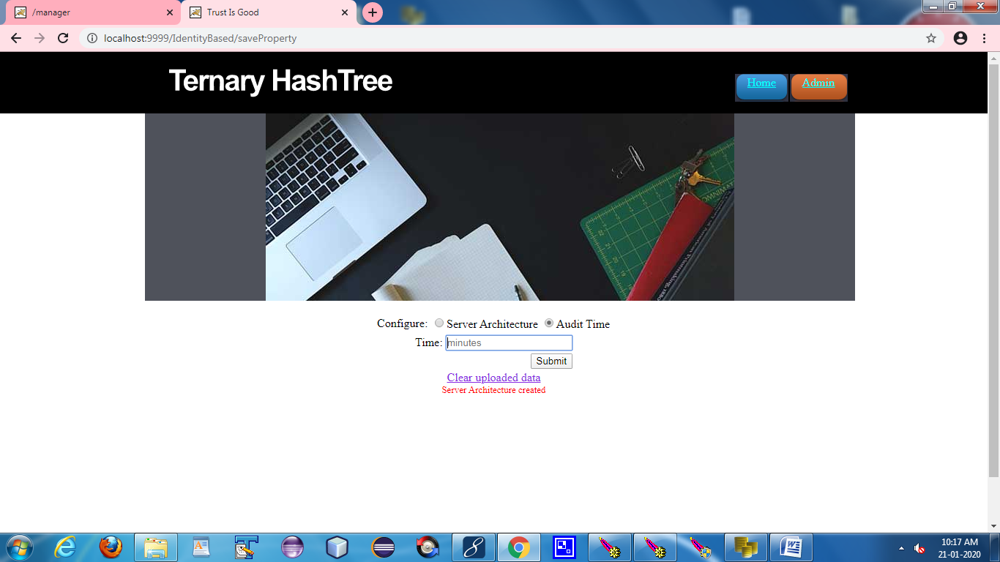 /manager
Trust Is Good
localhost:9999/IdentityBased/saveProperty
Ternary HashTree
Home Admin
Configure: Server Architecture Audit Time
Time: minutes
Submit
Clear uploaded data
Server Architecture created
10:17 AM
21-01-2020